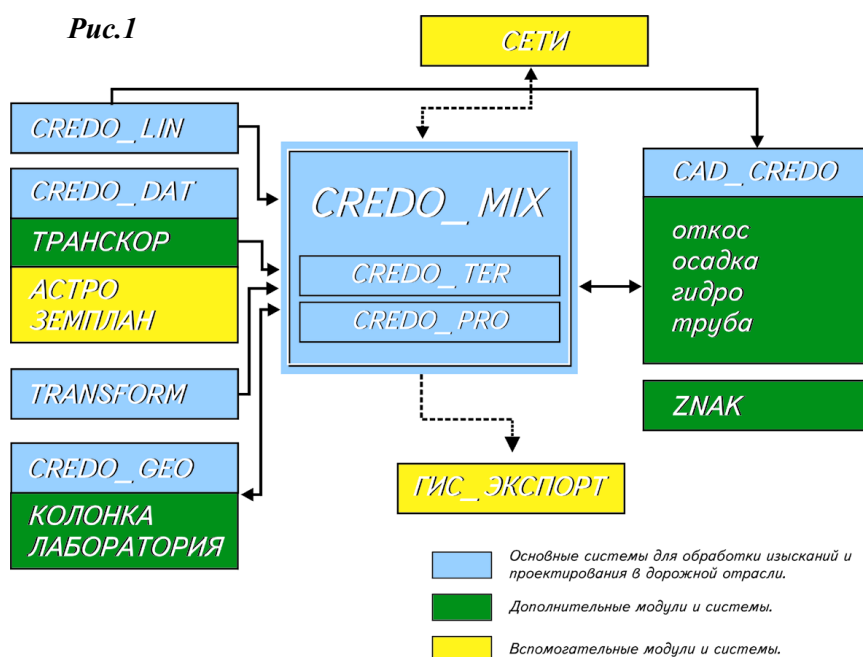 Рис.1
СЕТИ
CREDO_LIN
CREDO_DAT
ТРАНСКОР
АСТРО
ЗЕМПЛАН
TRANSFORM
CREDO_GEO
КОЛОНКА
ЛАБОРАТОРИЯ
CREDO_MIX
CREDO_TER
CREDO_PRO
ГИС_ЭКСПОРТ
CAD_CREDO
откос
осадка
гидро
труба
ZNAK
Основные системы для обработки изысканий и
проектирования в дорожной отрасли.
Дополнительные модули и системы.
Вспомогательные модули и системы.